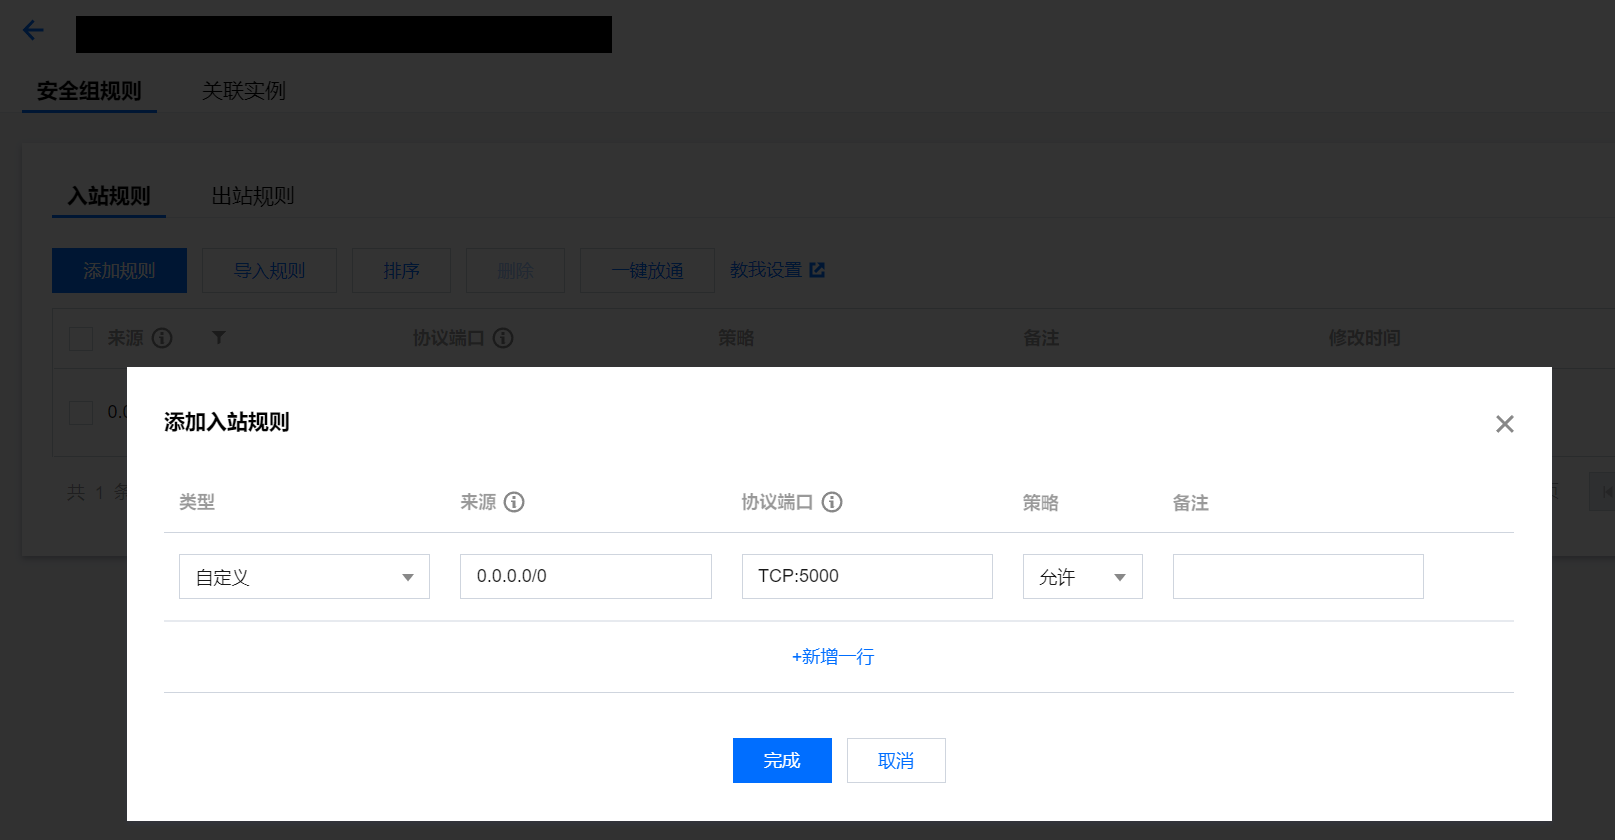 安全组规则 关联实例
入站规则 出站规则
添加规则 导入规则 排序 删除 一键放通 教我设置
来源 协议端口 策略 备注 修改时间
0.0
共 1 条
页
添加入站规则
类型 来源 协议端口 策略 备注
自定义 0.0.0.0/0 TCP:5000 允许
+新增一行
完成 取消